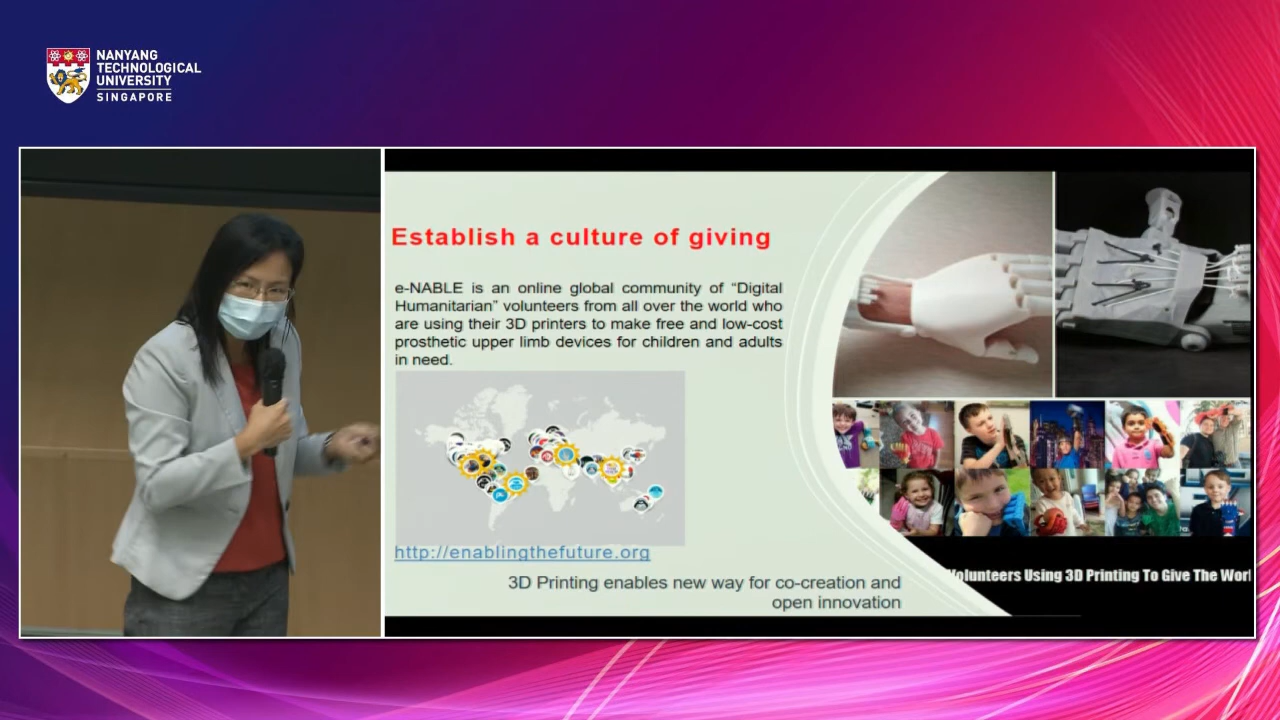 NANYANG
TECHNOLOGICAL
UNIVERSITY
SINGAPORE
Establish a culture of giving
e-NABLE is an online global community of “Digital
Humanitarian” volunteers from all over the world who
are using their 3D printers to make free and low-cost
prosthetic upper limb devices for children and adults
in need.
http://enablingthefuture.org
3D Printing enables new way for co-creation and
open innovation
Volunteers Using 3D Printing To Give The